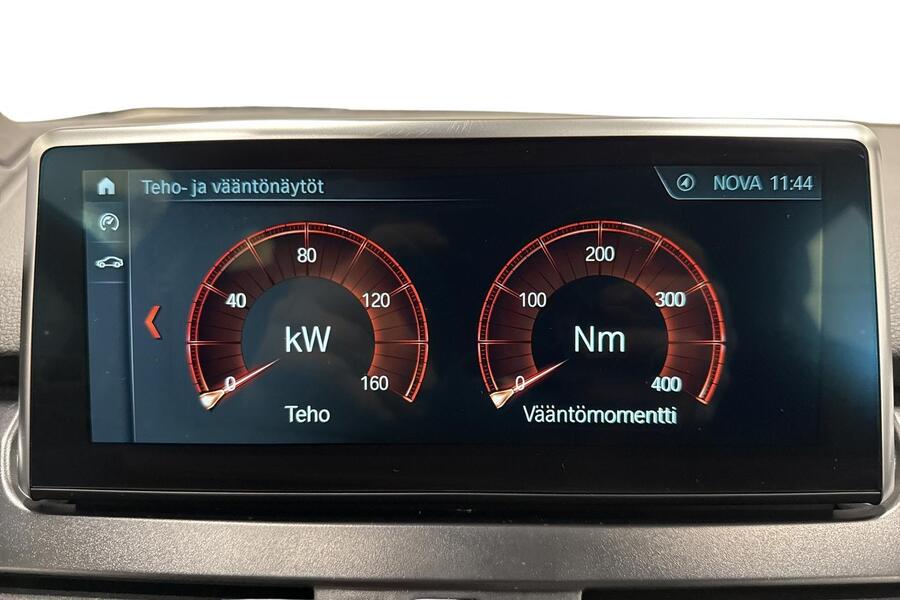 Teho- ja vääntönäytöt
NOVA 11:44
0
40
80
120
160
kW
Teho
0
100
200
300
400
Nm
Vääntömomentti